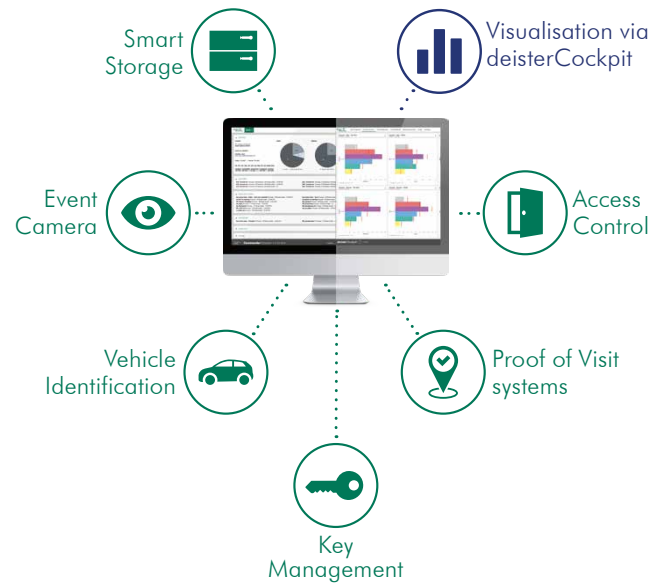 Smart
Storage
Visualisation via
deisterCockpit
Event
Camera
Access
Control
Vehicle
Identification
Proof of Visit
systems
Key
Management